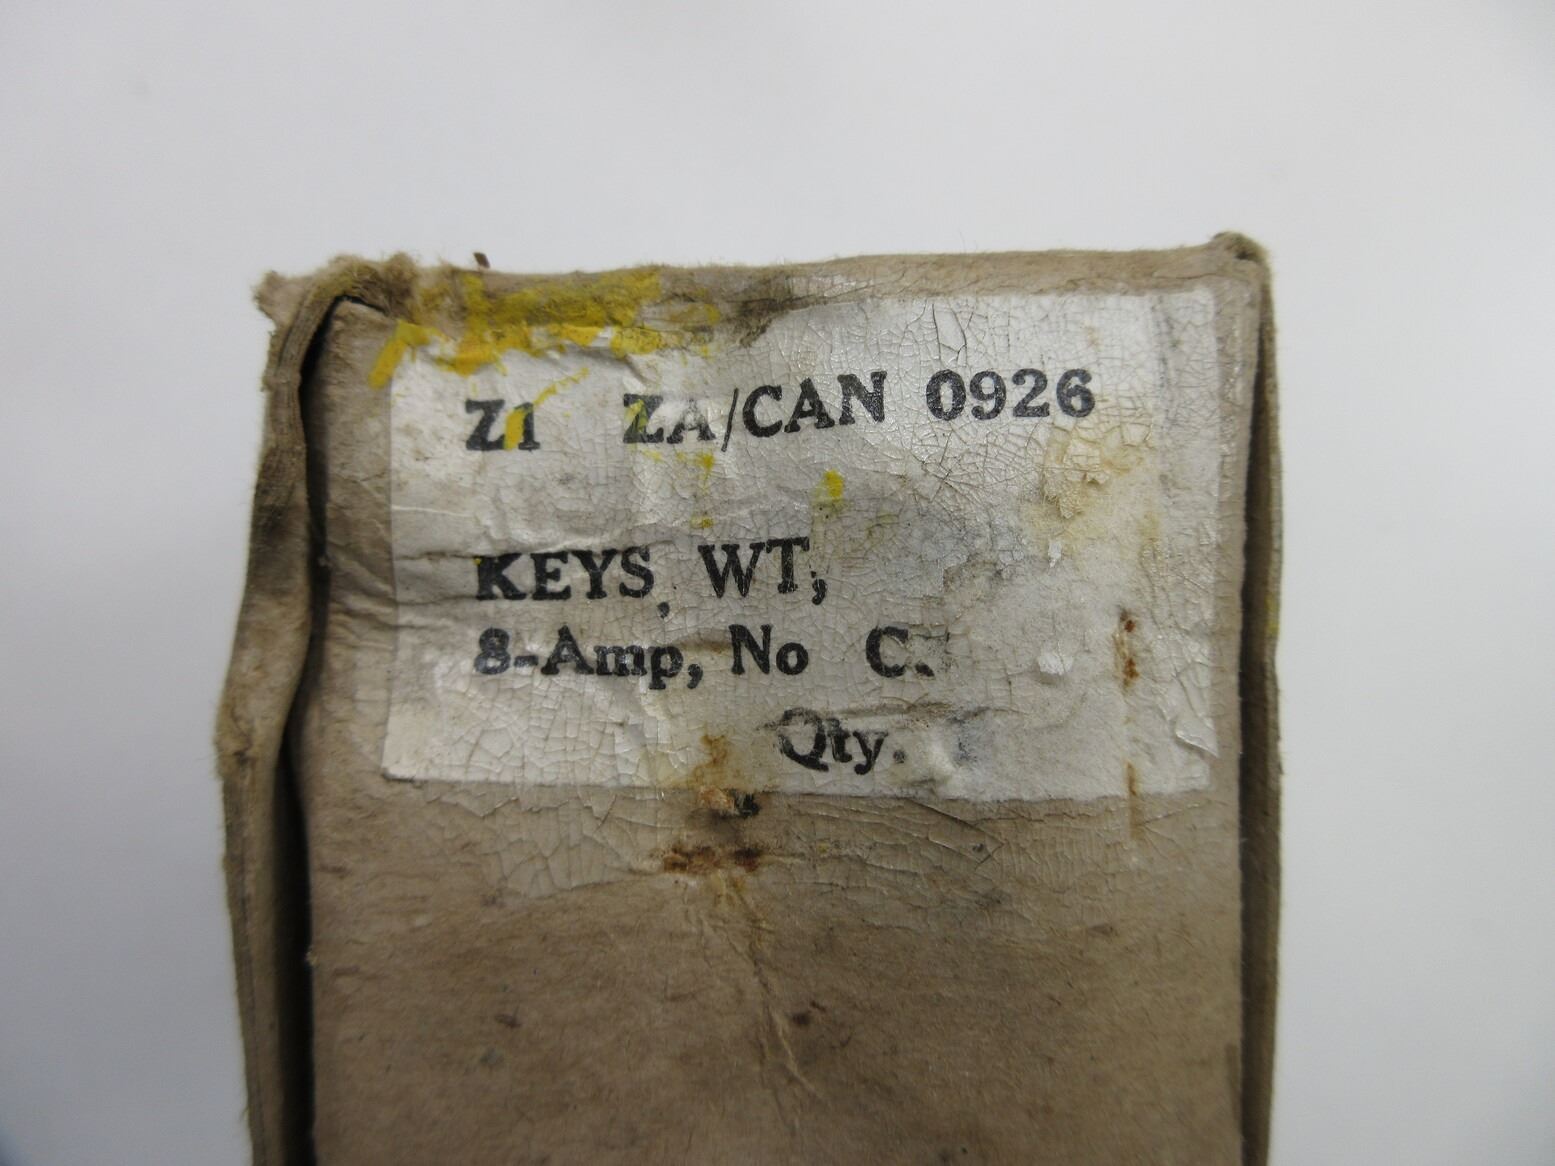 Z1 ZA/CAN 0926
KEYS, WT,
8-Amp, No C.
Qty.